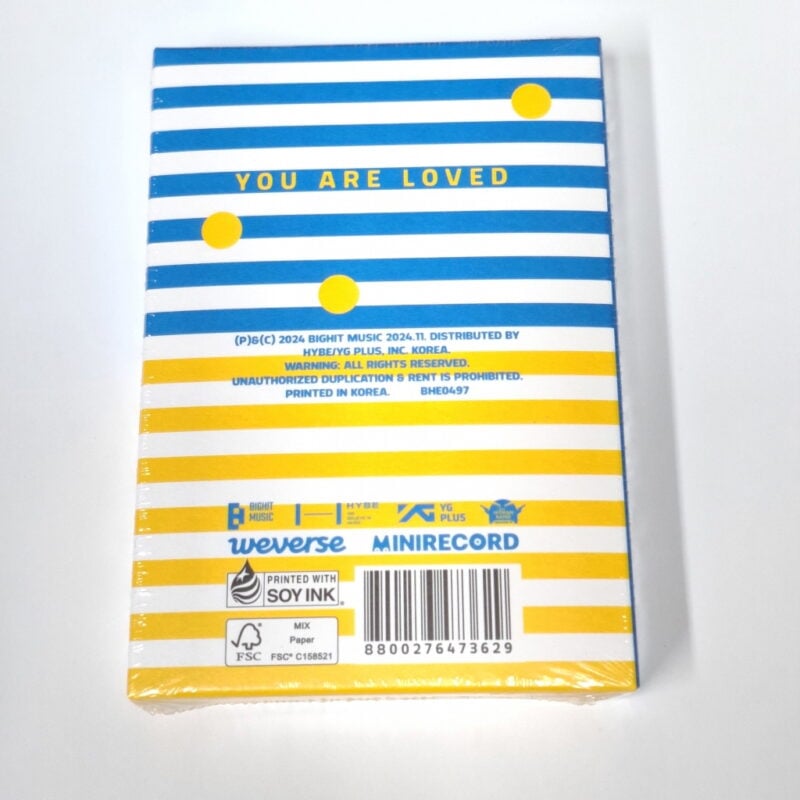 YOU ARE LOVED
(P)&(C) 2024 BIGHIT MUSIC 2024.11. DISTRIBUTED BY
HYBE/YG PLUS, INC. KOREA.
WARNING: ALL RIGHTS RESERVED.
UNAUTHORIZED DUPLICATION & RENT IS PROHIBITED.
PRINTED IN KOREA. BHE0497
BIGHIT
MUSIC
HYBE
YG
PLUS
weverse MINIRECORD
PRINTED WITH
SOY INK
MIX
Paper
FSC FSC® C158521
8800276473629